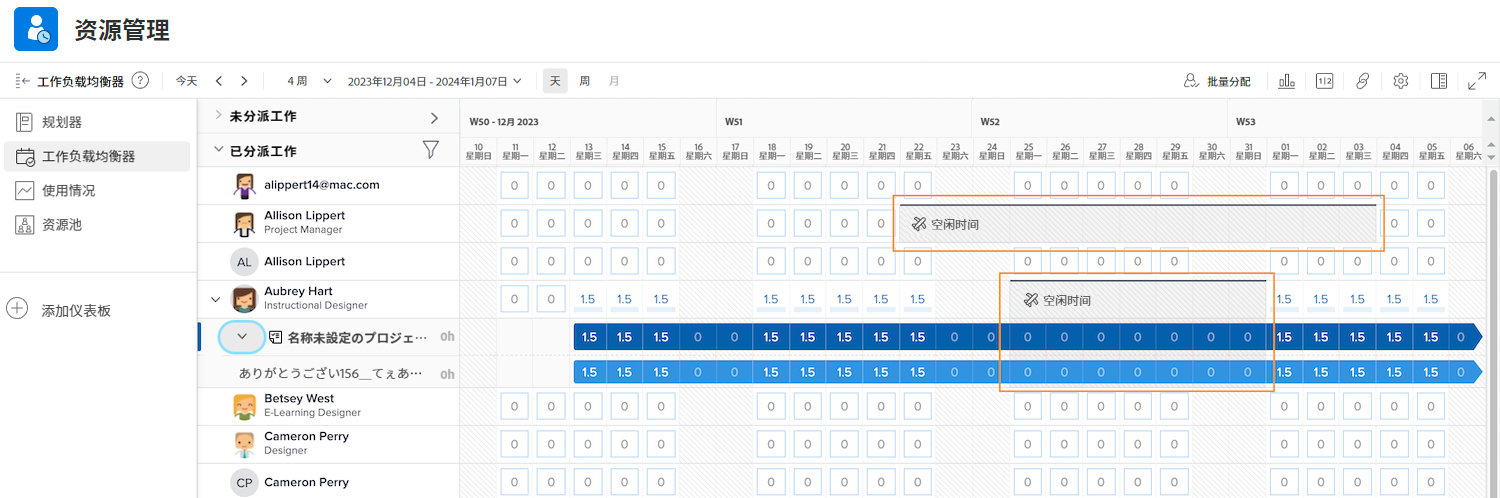 资源管理
工作负载均衡器 ? 今天 4 周 2023年12月04日 - 2024年1月07日 天 周 月 批量分配
规划器
工作负载均衡器
使用情况
资源池
添加仪表板
未分派工作
已分派工作
WS0 - 12月 2023 WS1 WS2 WS3
10 11 12 13 14 15 16 17 18 19 20 21 22 23 24 25 26 27 28 29 30 31 01 02 03 04 05 06
星期日 星期一 星期二 星期三 星期四 星期五 星期六 星期日 星期一 星期二 星期三 星期四 星期五 星期六 星期日 星期一 星期二 星期三 星期四 星期五 星期六 星期日 星期一 星期二 星期三 星期四 星期五 星期六
alippert14@mac.com 0 0 0 0 0 0 0 0 0 0 0 0 0 0 0 0 0 0 0 0
Allison Lippert
Project Manager
0 0 0 0 0 0 0 0 0 空闲时间 0 0
AL Allison Lippert 0 0 0 0 0 0 0 0 0 0 0 0 0 0 0 0 0 0 0 0
Aubrey Hart
Instructional Designer
0 0 1.5 1.5 1.5 1.5 1.5 1.5 1.5 1.5 空闲时间 1.5 1.5 1.5 1.5 1.5
名称未設定のプロジェ… 0h 1.5 1.5 1.5 0 0 1.5 1.5 1.5 1.5 1.5 0 0 0 0 0 0 0 0 0 1.5 1.5 1.5 1.5 1.5 0
ありがとうござい156__てぇあ… 0h 1.5 1.5 1.5 0 0 1.5 1.5 1.5 1.5 1.5 0 0 0 0 0 0 0 0 0 1.5 1.5 1.5 1.5 1.5 0
Betsey West
E-Learning Designer
0 0 0 0 0 0 0 0 0 0 0 0 0 0 0 0 0 0 0 0
Cameron Perry
Designer
0 0 0 0 0 0 0 0 0 0 0 0 0 0 0 0 0 0 0 0
CP Cameron Perry 0 0 0 0 0 0 0 0 0 0 0 0 0 0 0 0 0 0 0 0